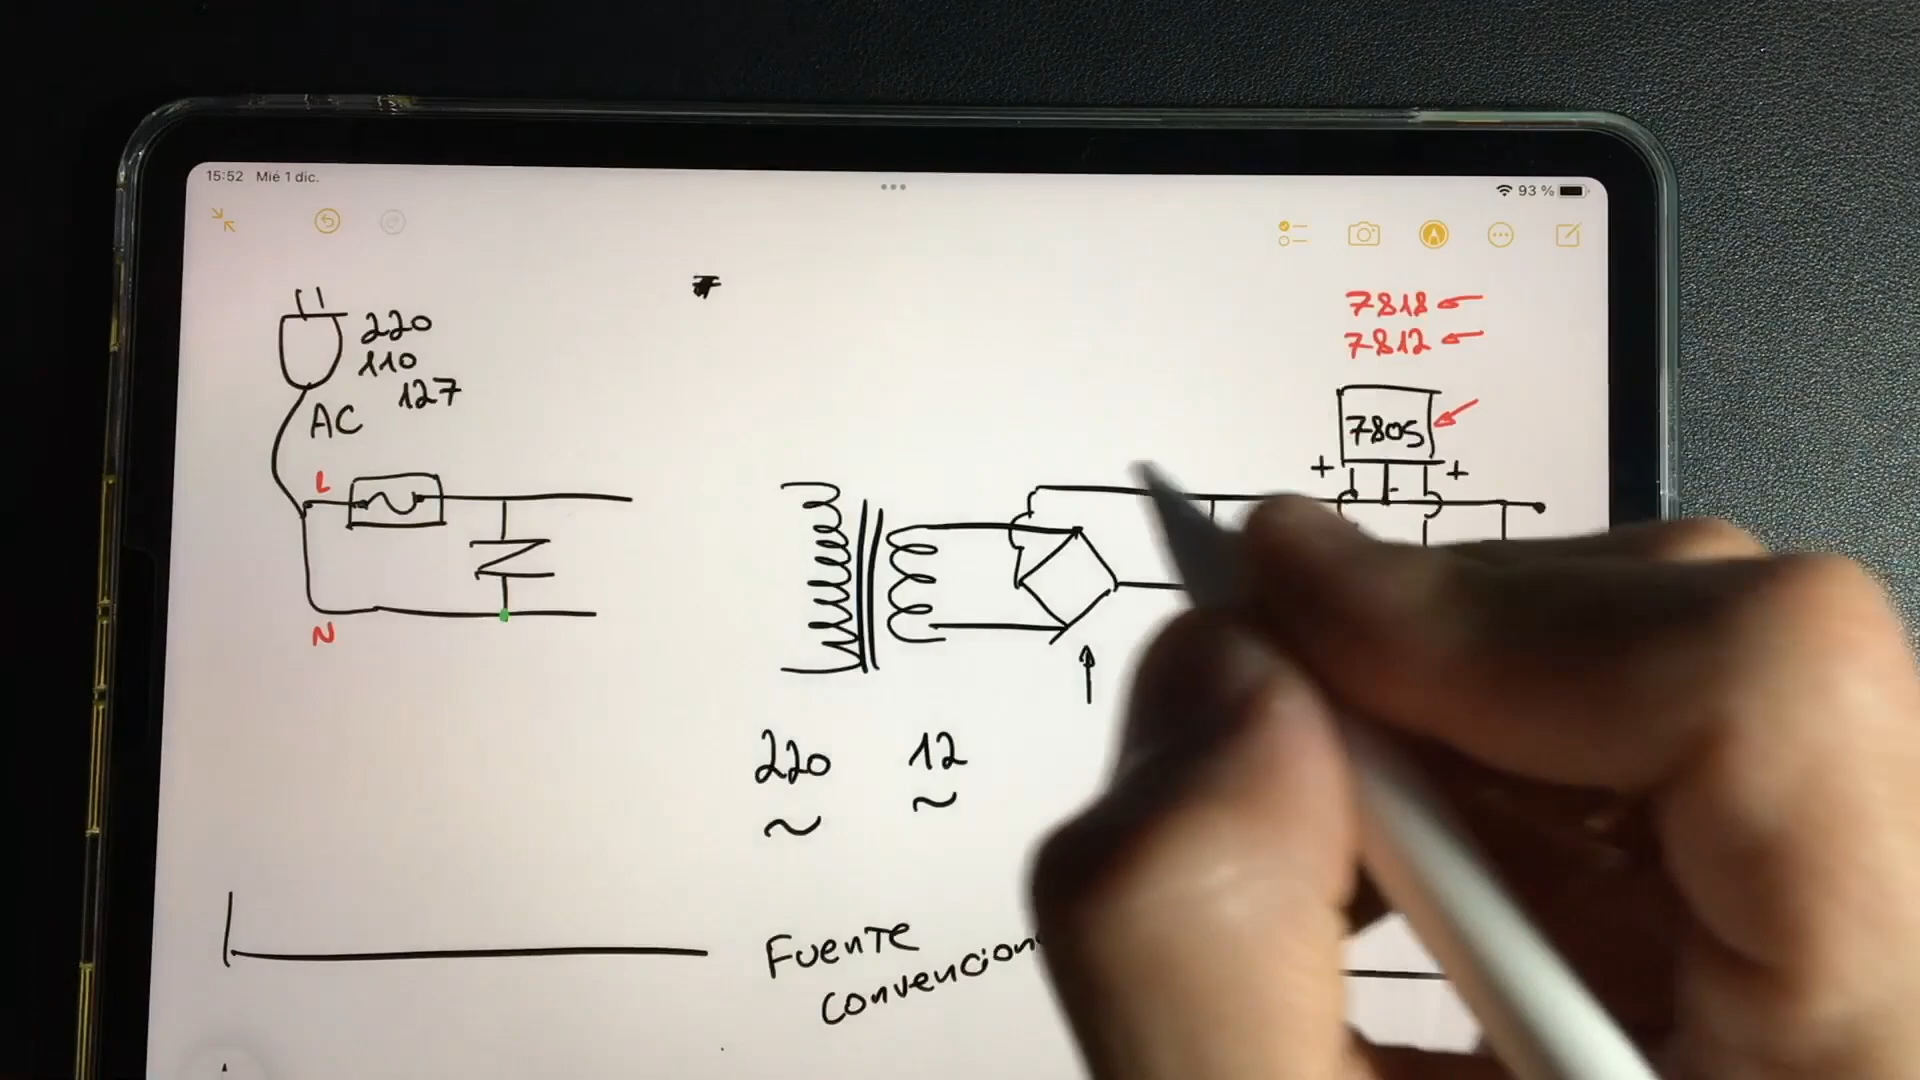 15:52 Mié 1 dic.
93 %
220
110
127
AC
L
N
7818
7812
7805
+ - +
220
12
~
~
Fuente
convencion